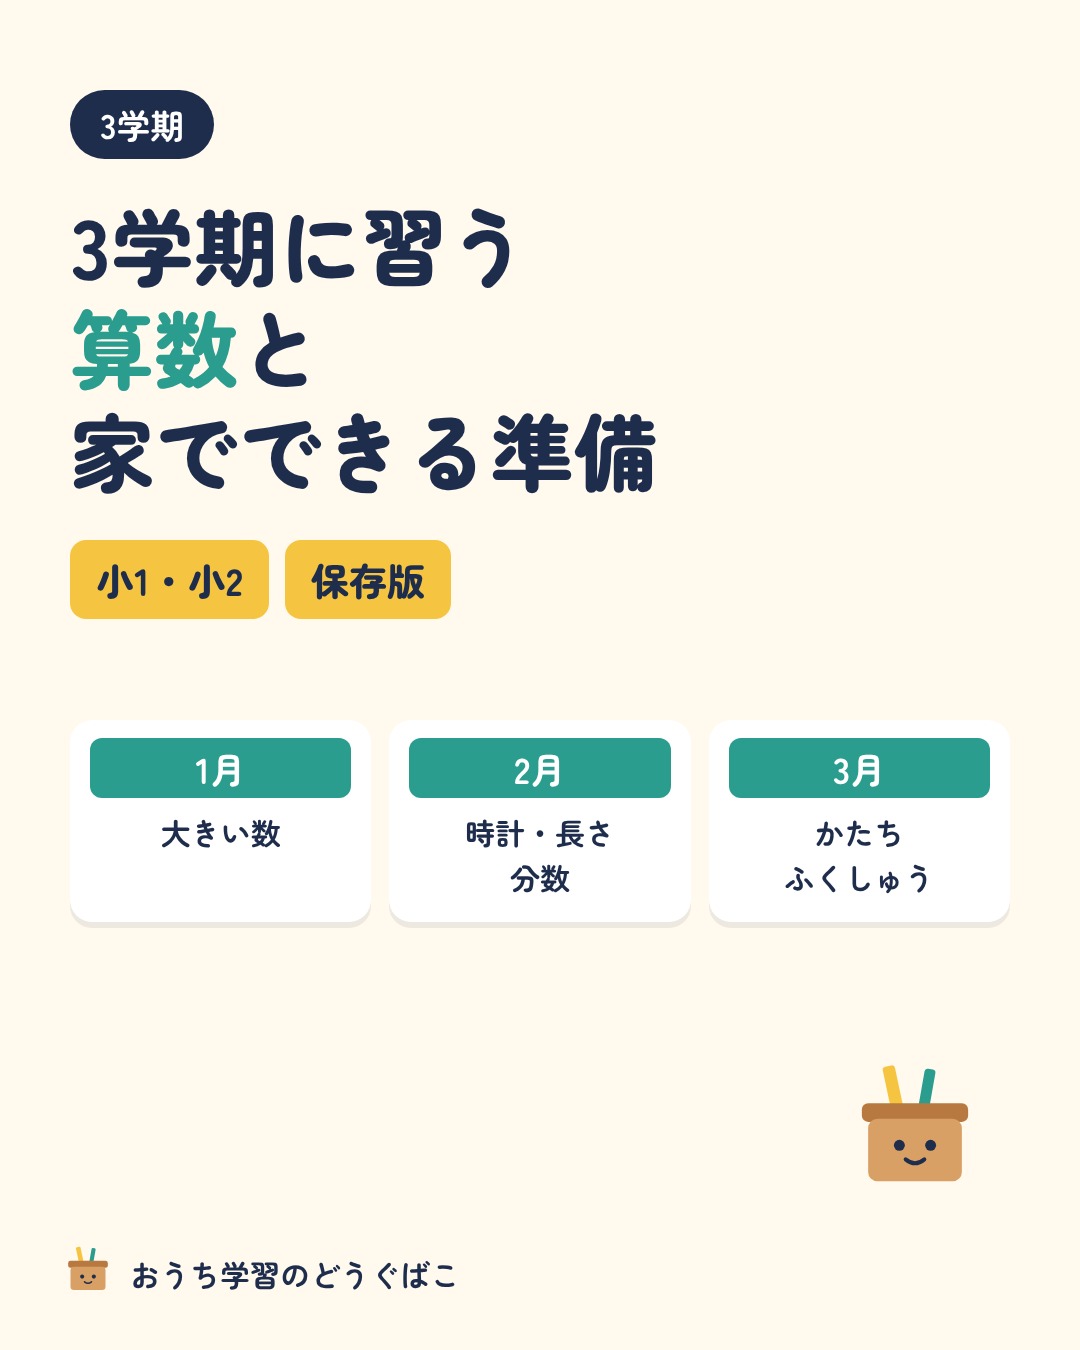 3学期
3学期に習う
算数と
家でできる準備
小1・小2
保存版
1月
大きい数
2月
時計・長さ
分数
3月
かたち
ふくしゅう
おうち学習のどうぐばこ